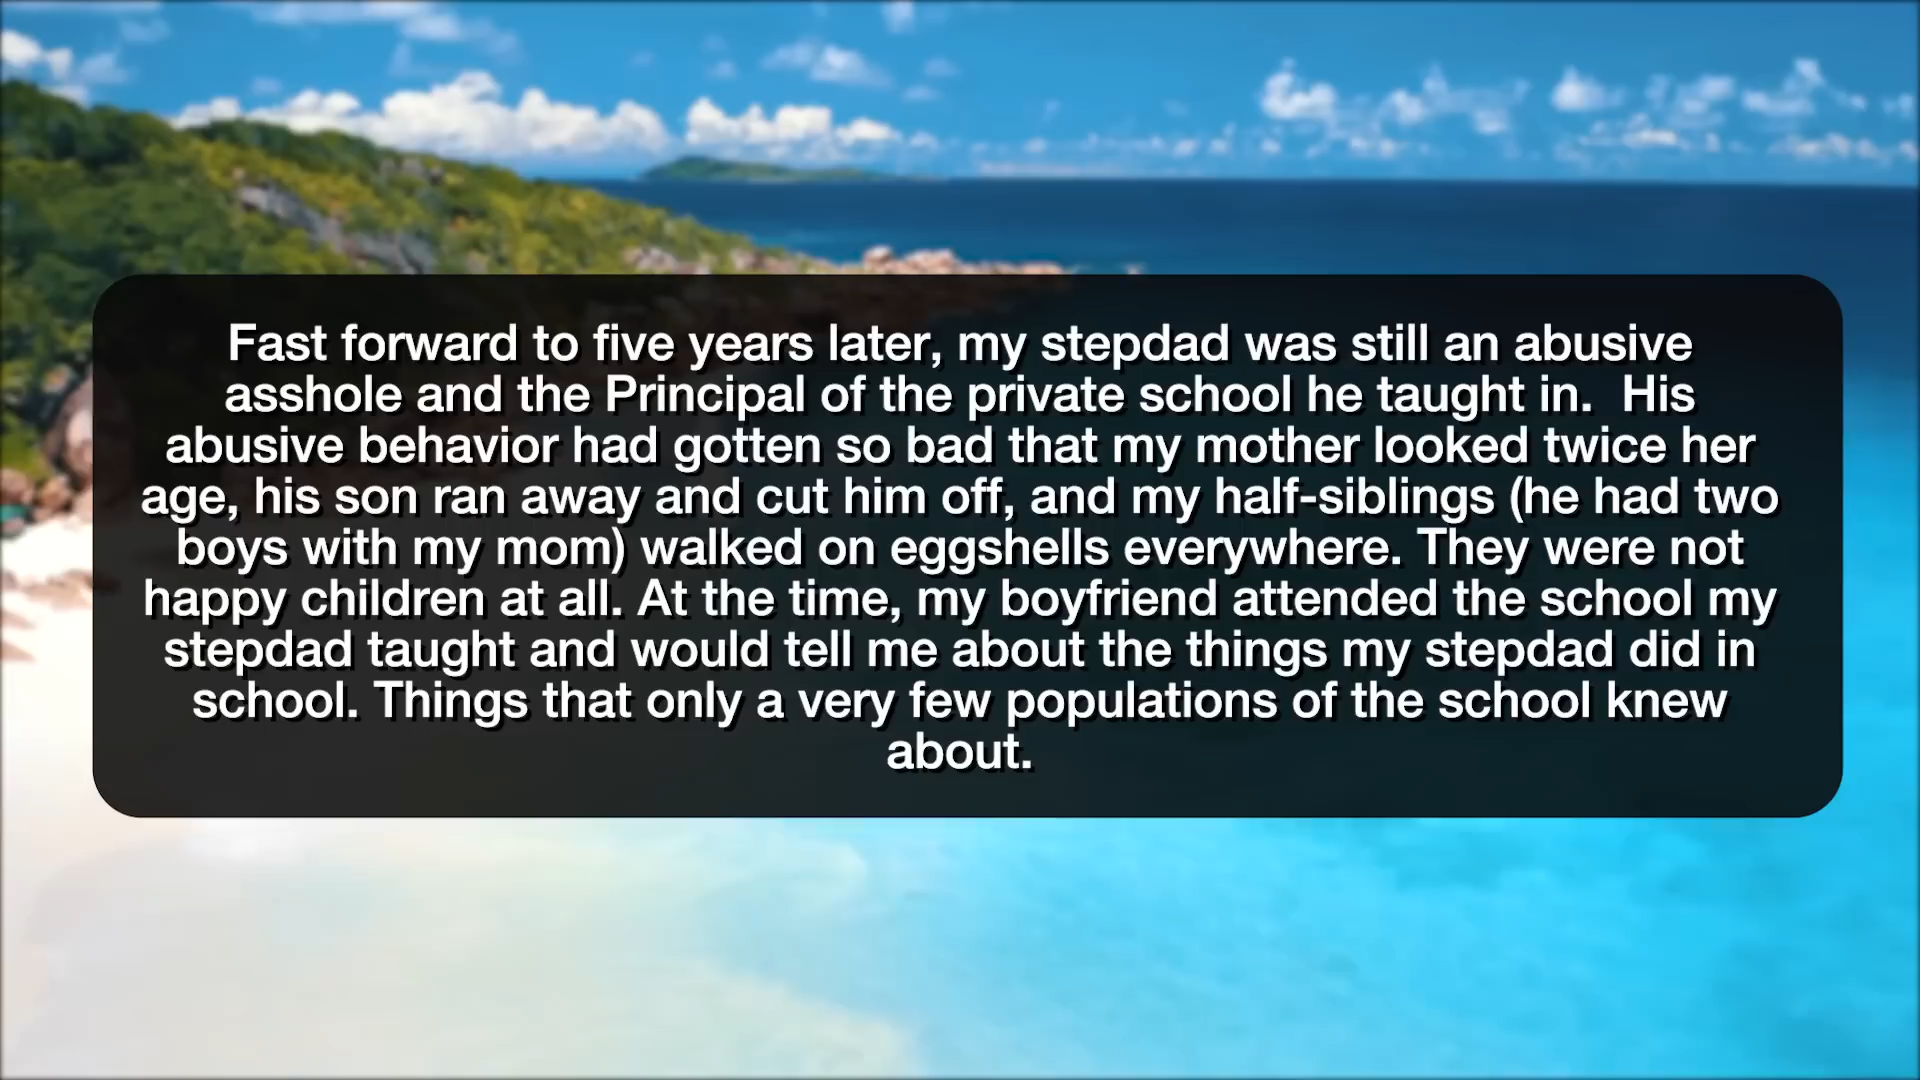 Fast forward to five years later, my stepdad was still an abusive
asshole and the Principal of the private school he taught in.  His
abusive behavior had gotten so bad that my mother looked twice her
age, his son ran away and cut him off, and my half-siblings (he had two
boys with my mom) walked on eggshells everywhere. They were not
happy children at all. At the time, my boyfriend attended the school my
stepdad taught and would tell me about the things my stepdad did in
school. Things that only a very few populations of the school knew
about.